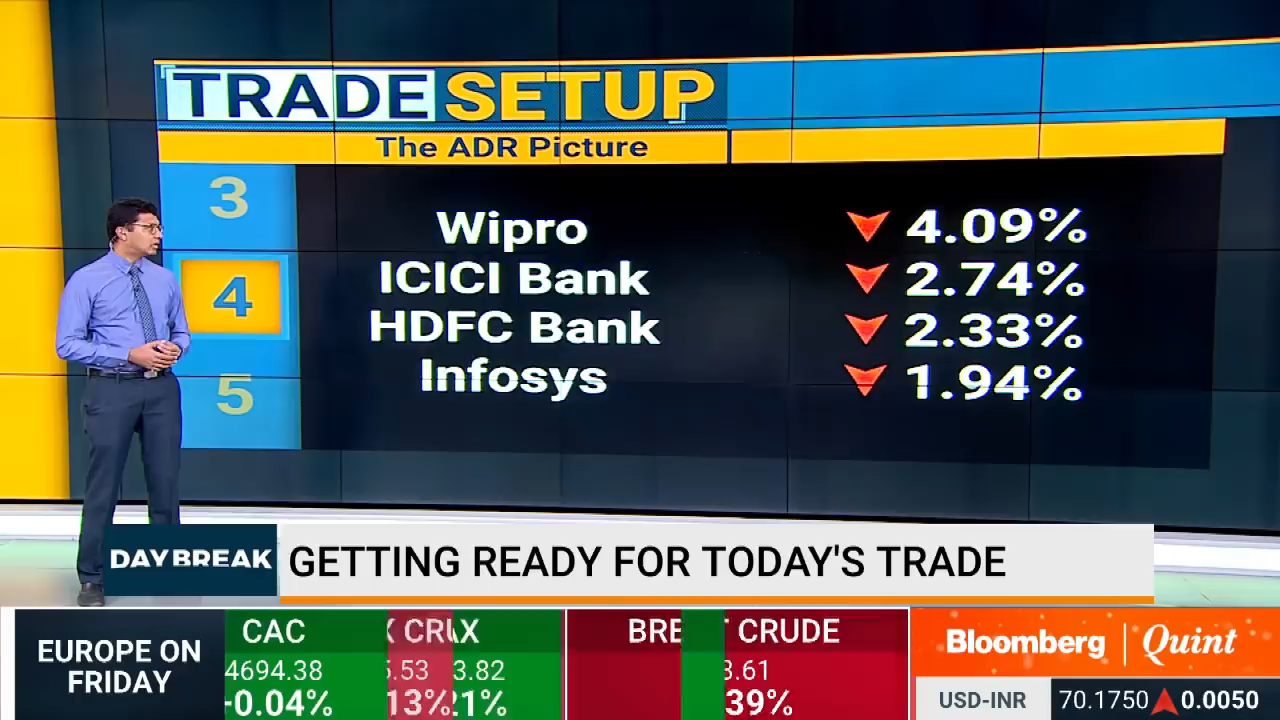 TRADE SETUP
The ADR Picture
3
4
5
Wipro 4.09%
ICICI Bank 2.74%
HDFC Bank 2.33%
Infosys 1.94%
DAYBREAK GETTING READY FOR TODAY'S TRADE
EUROPE ON
FRIDAY
CAC
4694.38
0.04%
CRUDE
39%
Bloomberg | Quint
USD-INR 70.1750 0.0050